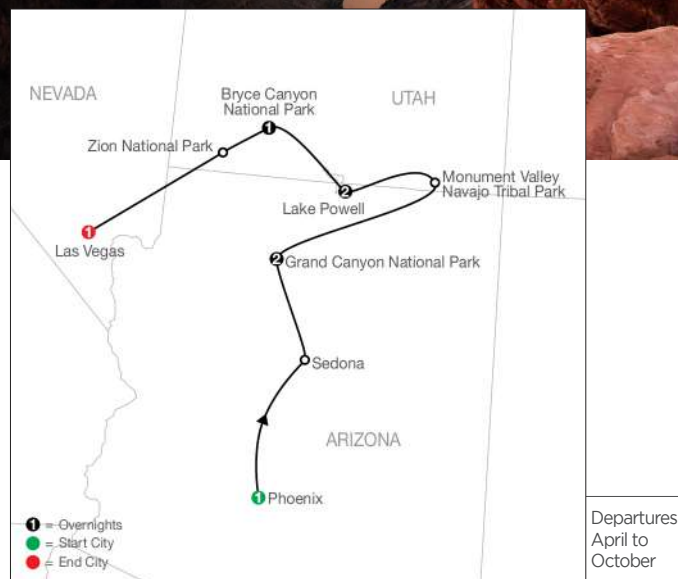 NEVADA
UTAH
Bryce Canyon
National Park
1
Zion National Park
Monument Valley
Navajo Tribal Park
2
Lake Powell
1
Las Vegas
2 Grand Canyon National Park
Sedona
ARIZONA
1 Phoenix
1 = Overnights
= Start City
= End City
Departures
April to
October